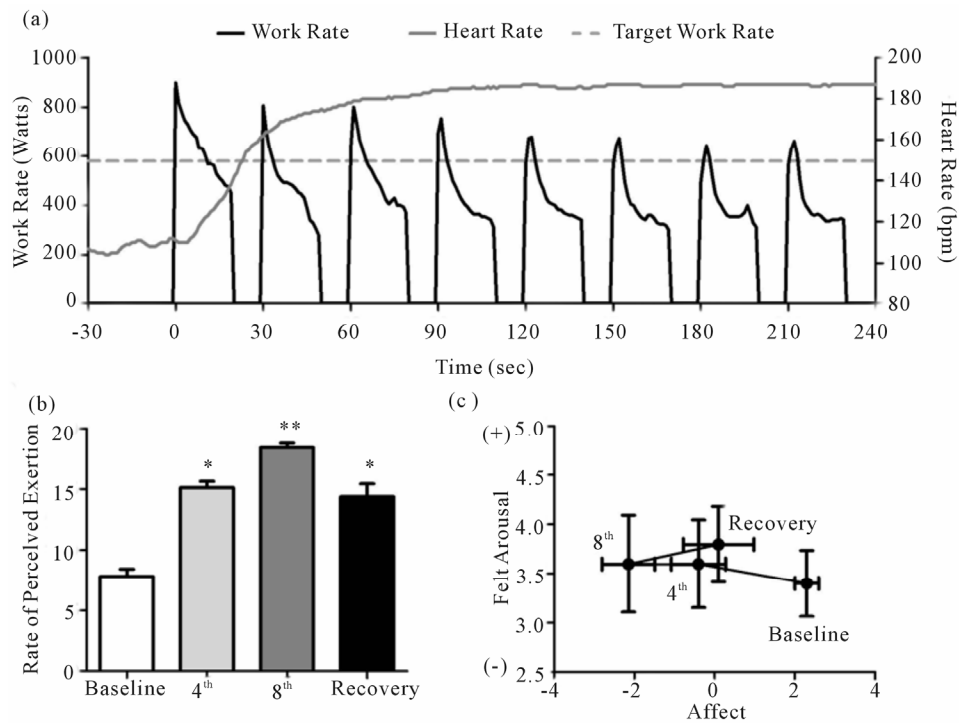 (a)
Work Rate Heart Rate Target Work Rate
1000
800
600
400
200
0
Work Rate (Watts)
200
180
160
140
120
100
80
Heart Rate (bpm)
-30 0 30 60 90 120 150 180 210 240
Time (sec)
(b)
20
15
10
5
0
Rate of Percelved Exertion
* ** *
Baseline 4th 8th Recovery
(c )
(+)
5.0
4.5
4.0
3.5
3.0
2.5
(-)
Felt Arousal
8th
Recovery
4th
Baseline
-4 -2 0 2 4
Affect